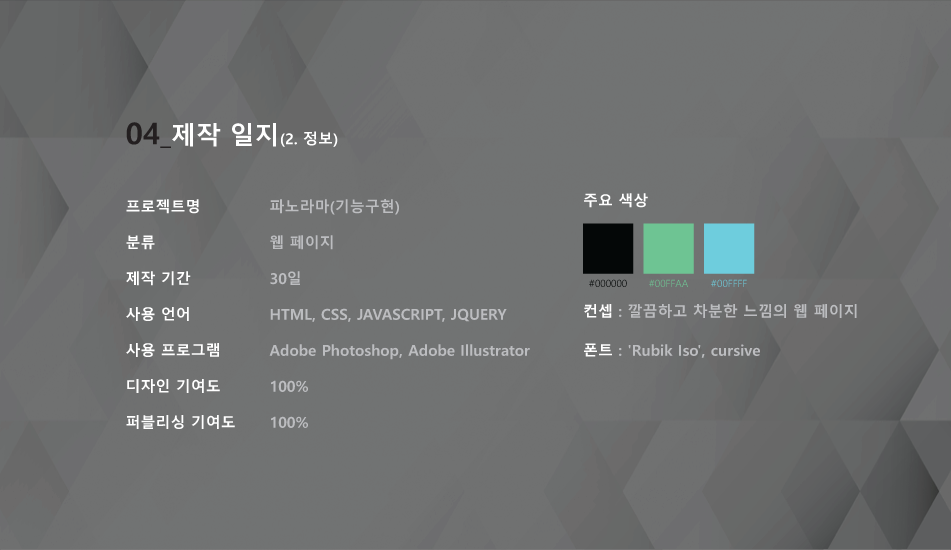 04_제작 일지(2. 정보)
프로젝트명 파노라마(기능구현)
분류 웹 페이지
제작 기간 30일
사용 언어 HTML, CSS, JAVASCRIPT, JQUERY
사용 프로그램 Adobe Photoshop, Adobe Illustrator
디자인 기여도 100%
퍼블리싱 기여도 100%
주요 색상
#000000 #00FFAA #00FFFF
컨셉 : 깔끔하고 차분한 느낌의 웹 페이지
폰트 : 'Rubik Iso', cursive